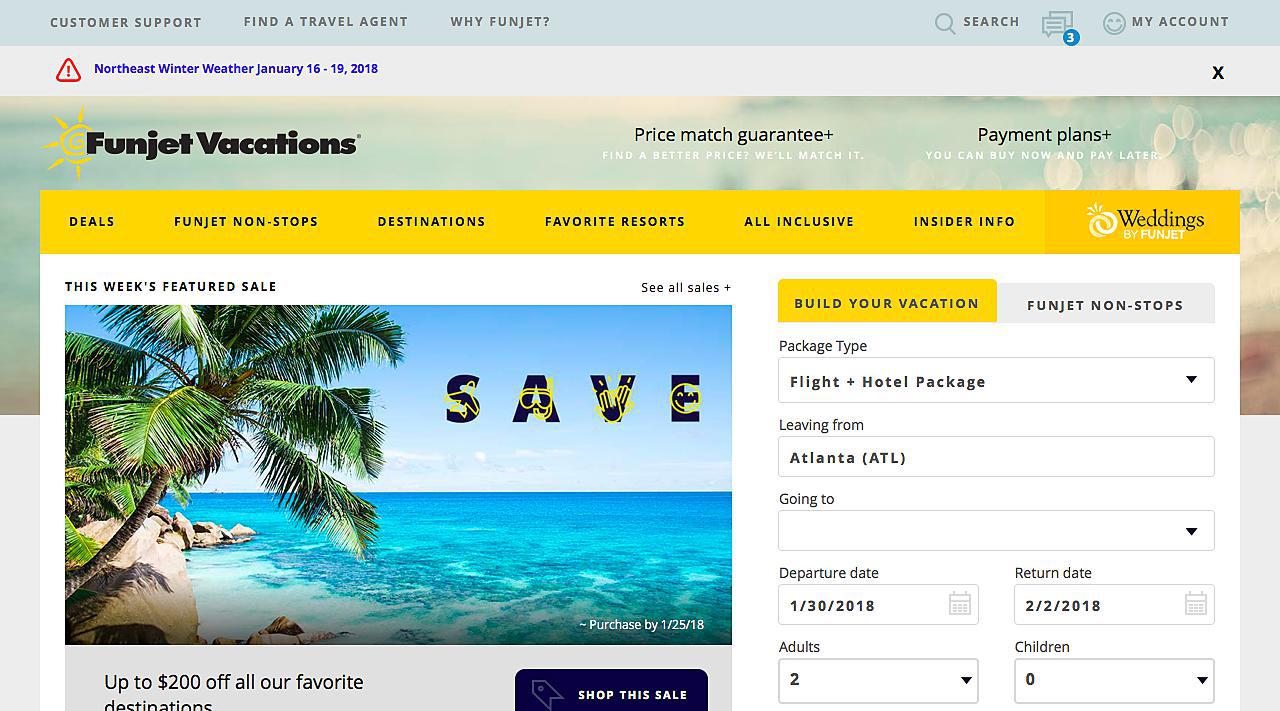 CUSTOMER SUPPORT FIND A TRAVEL AGENT WHY FUNJET? SEARCH 3 MY ACCOUNT
Northeast Winter Weather January 16 - 19, 2018 X
Funjet Vacations®
Price match guarantee+ Payment plans+
FIND A BETTER PRICE? WE'LL MATCH IT. YOU CAN BUY NOW AND PAY LATER.
DEALS FUNJET NON-STOPS DESTINATIONS FAVORITE RESORTS ALL INCLUSIVE INSIDER INFO
Weddings
BY FUNJET
THIS WEEK'S FEATURED SALE See all sales +
SAVE
~ Purchase by 1/25/18
Up to $200 off all our favorite
destinations
SHOP THIS SALE
BUILD YOUR VACATION FUNJET NON-STOPS
Package Type
Flight + Hotel Package
Leaving from
Atlanta (ATL)
Going to
Departure date Return date
1/30/2018 2/2/2018
Adults Children
2 0